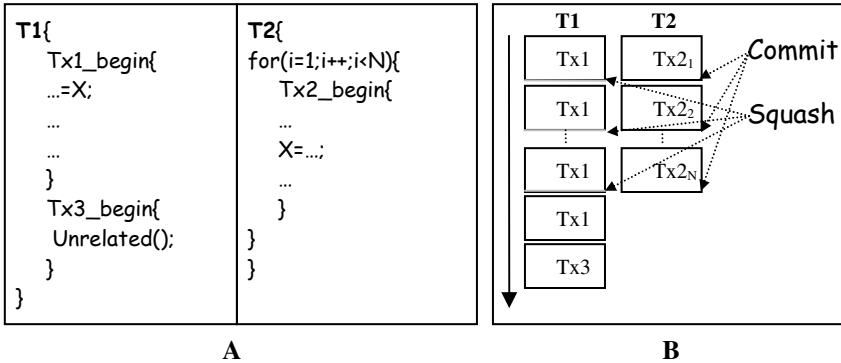 T1{
Tx1_begin{
...=X;
...
...
}
Tx3_begin{
Unrelated();
}
}
T2{
for(i=1;i++;i<N){
Tx2_begin{
...
X=...;
...
}
}
}
A
T1 T2
Tx1 Tx2₁ Commit
Tx1 Tx2₂ Squash
Tx1 Tx2N
Tx1
Tx3
B